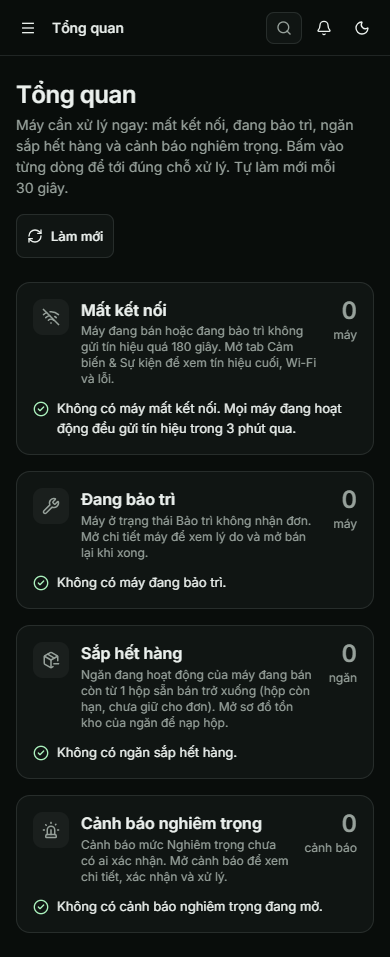 Tổng quan
Tổng quan
Máy cần xử lý ngay: mất kết nối, đang bảo trì, ngăn
sắp hết hàng và cảnh báo nghiêm trọng. Bấm vào
từng dòng để tới đúng chỗ xử lý. Tự làm mới mỗi
30 giây.
Làm mới
Mất kết nối
0
máy
Máy đang bán hoặc đang bảo trì không
gửi tín hiệu quá 180 giây. Mở tab Cảm
biến & Sự kiện để xem tín hiệu cuối, Wi-Fi
và lỗi.
Không có máy mất kết nối. Mọi máy đang hoạt
động đều gửi tín hiệu trong 3 phút qua.
Đang bảo trì
0
máy
Máy ở trạng thái Bảo trì không nhận đơn.
Mở chi tiết máy để xem lý do và mở bán
lại khi xong.
Không có máy đang bảo trì.
Sắp hết hàng
0
ngăn
Ngăn đang hoạt động của máy đang bán
còn từ 1 hộp sẵn bán trở xuống (hộp còn
hạn, chưa giữ cho đơn). Mở sơ đồ tồn
kho của ngăn để nạp hộp.
Không có ngăn sắp hết hàng.
Cảnh báo nghiêm trọng
0
cảnh báo
Cảnh báo mức Nghiêm trọng chưa
có ai xác nhận. Mở cảnh báo để xem
chi tiết, xác nhận và xử lý.
Không có cảnh báo nghiêm trọng đang mở.